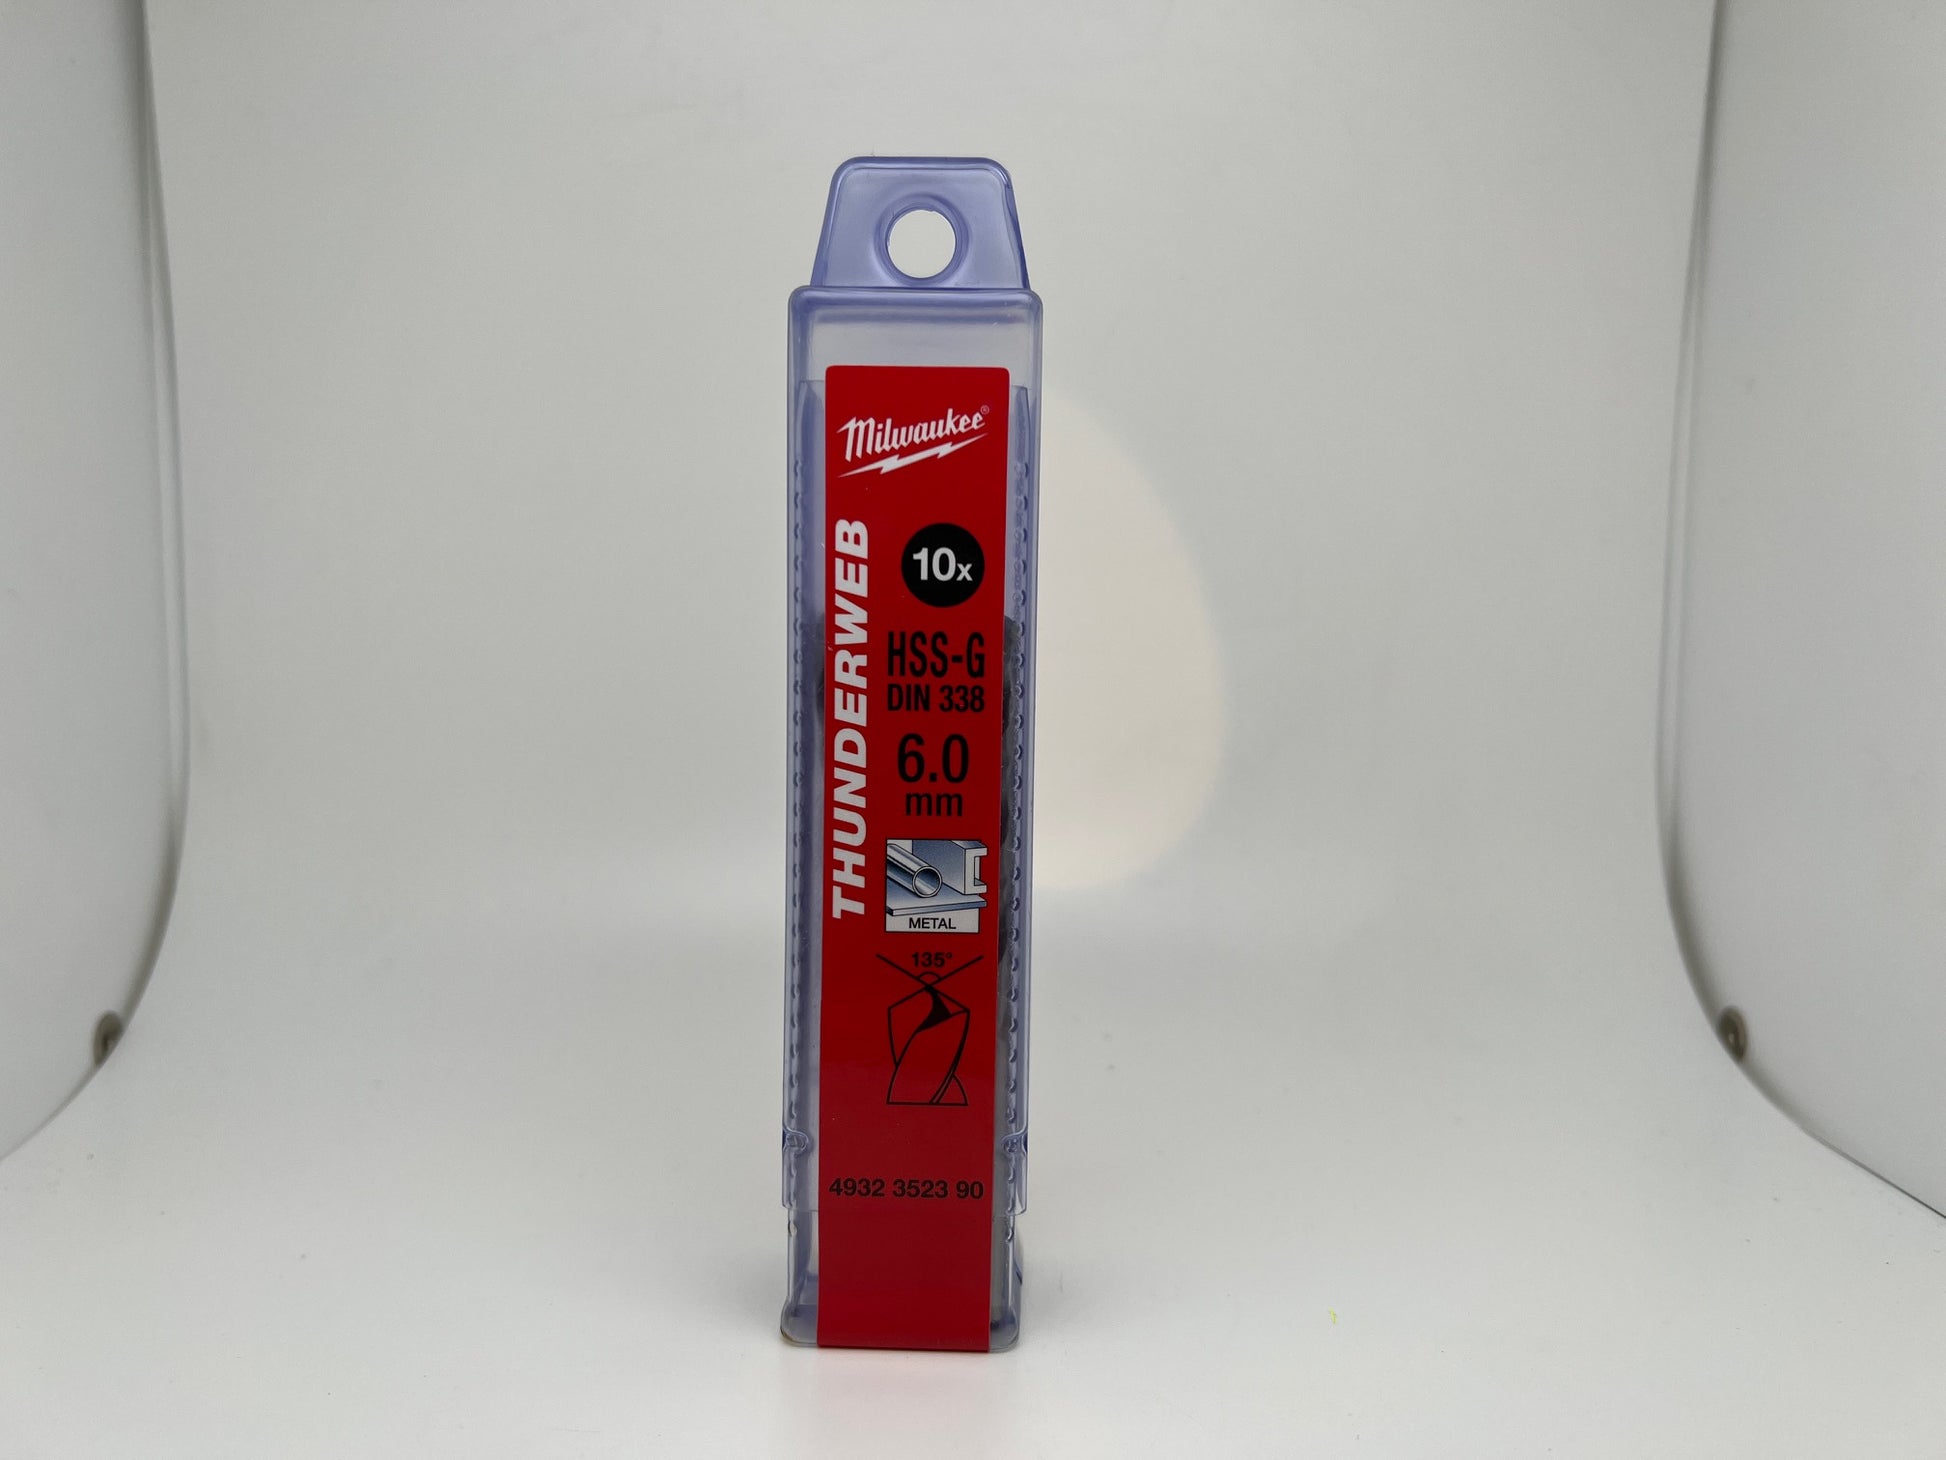 Milwaukee®
THUNDERWEB
10x
HSS-G
DIN 338
6.0
mm
METAL
135°
4932 3523 90